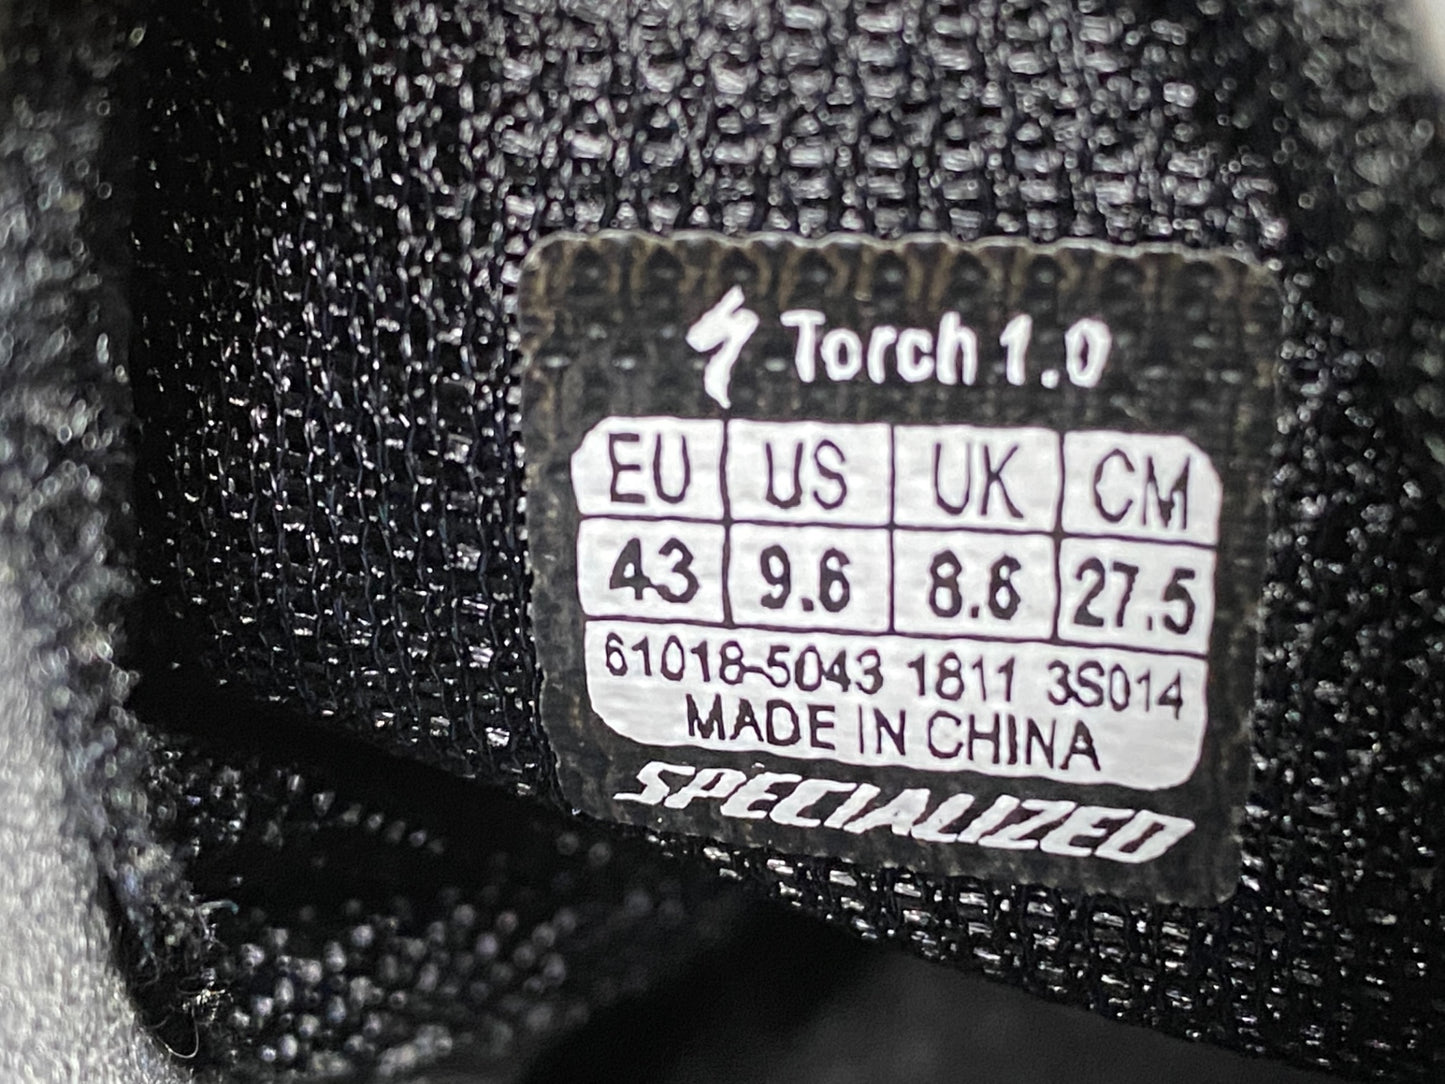 Torch 1.0
EU US UK CM
43 9.6 8.6 27.5
61018-5043 1811 3S014
MADE IN CHINA
SPECIALIZED